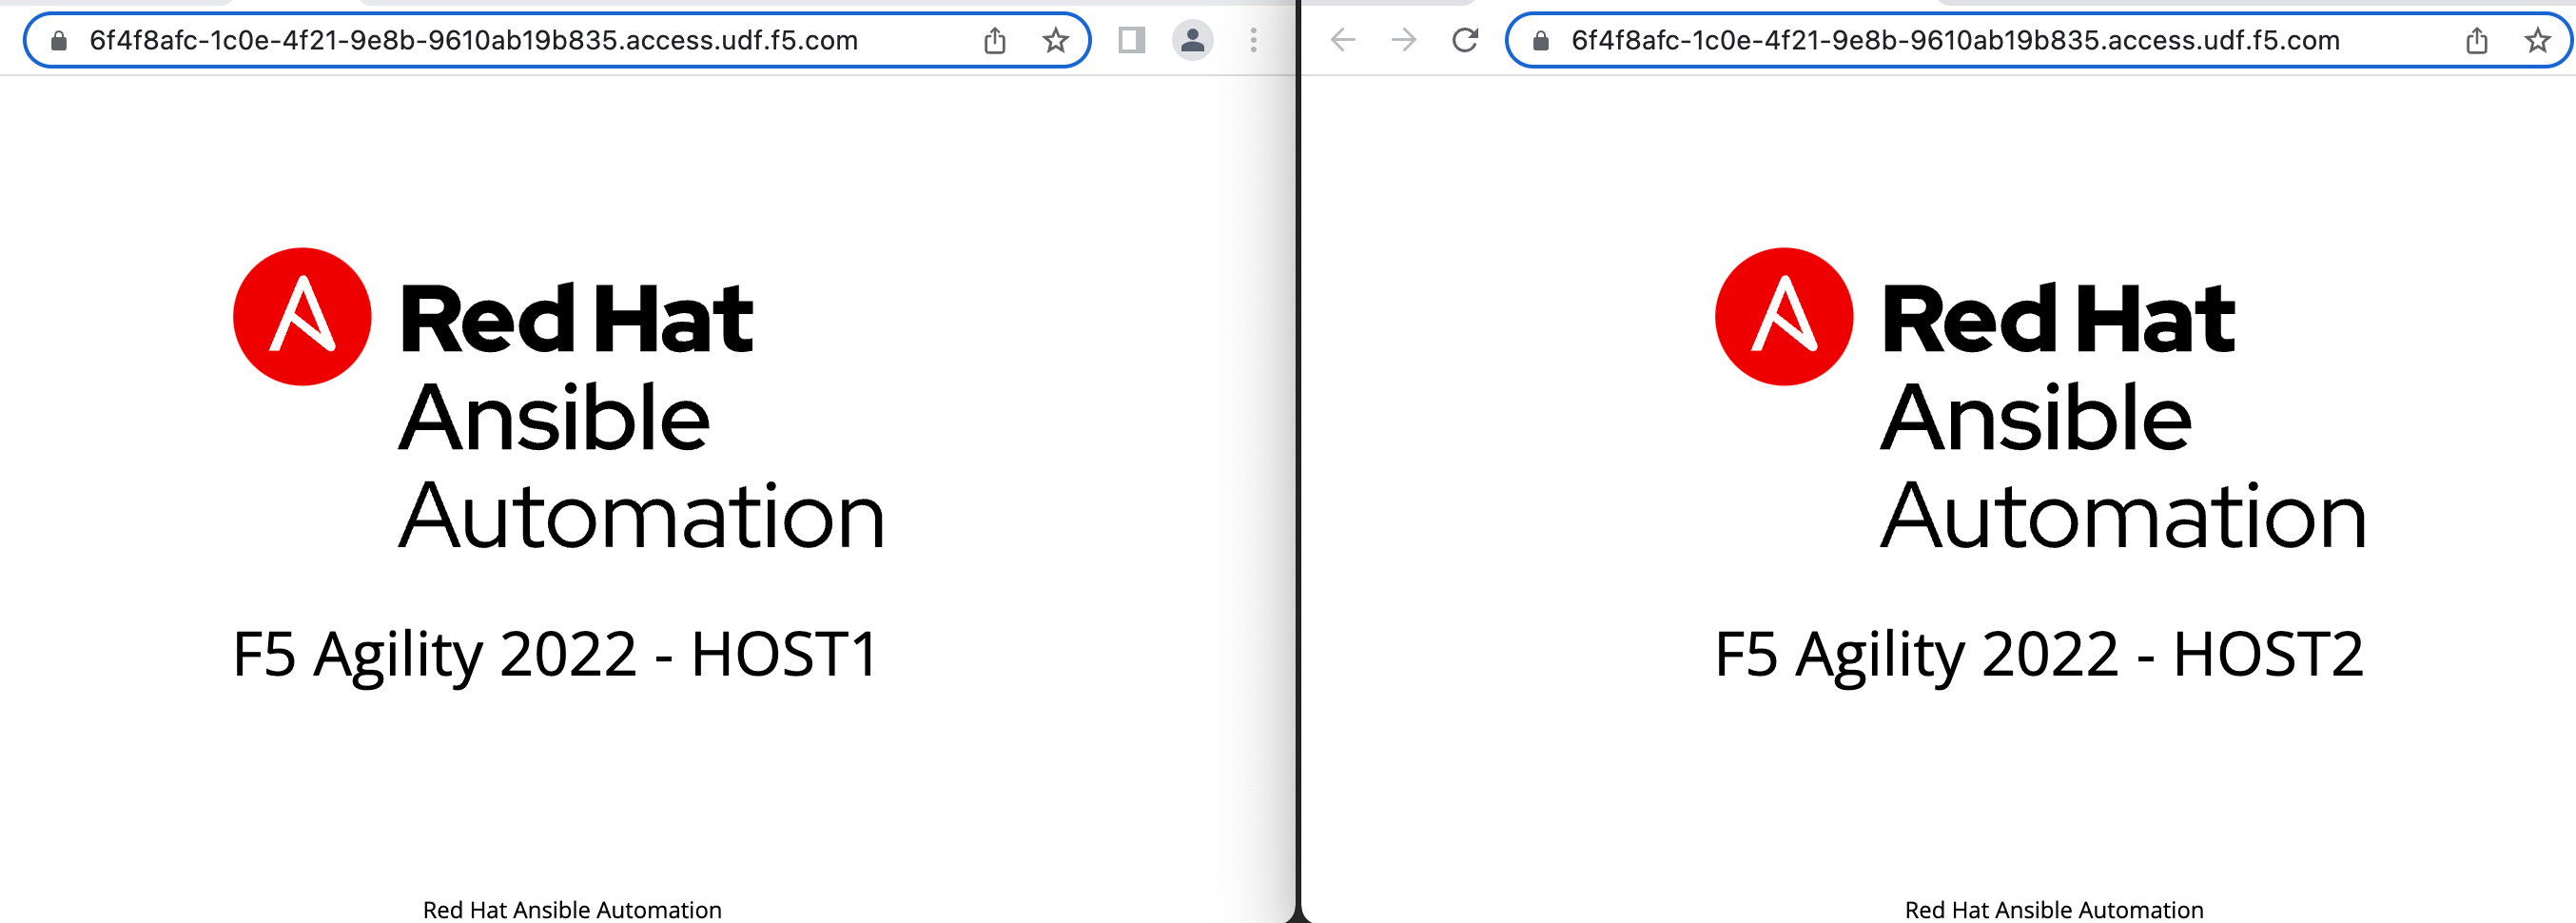 6f4f8afc-1c0e-4f21-9e8b-9610ab19b835.access.udf.f5.com
Red Hat
Ansible
Automation
F5 Agility 2022 - HOST1
Red Hat Ansible Automation
6f4f8afc-1c0e-4f21-9e8b-9610ab19b835.access.udf.f5.com
Red Hat
Ansible
Automation
F5 Agility 2022 - HOST2
Red Hat Ansible Automation